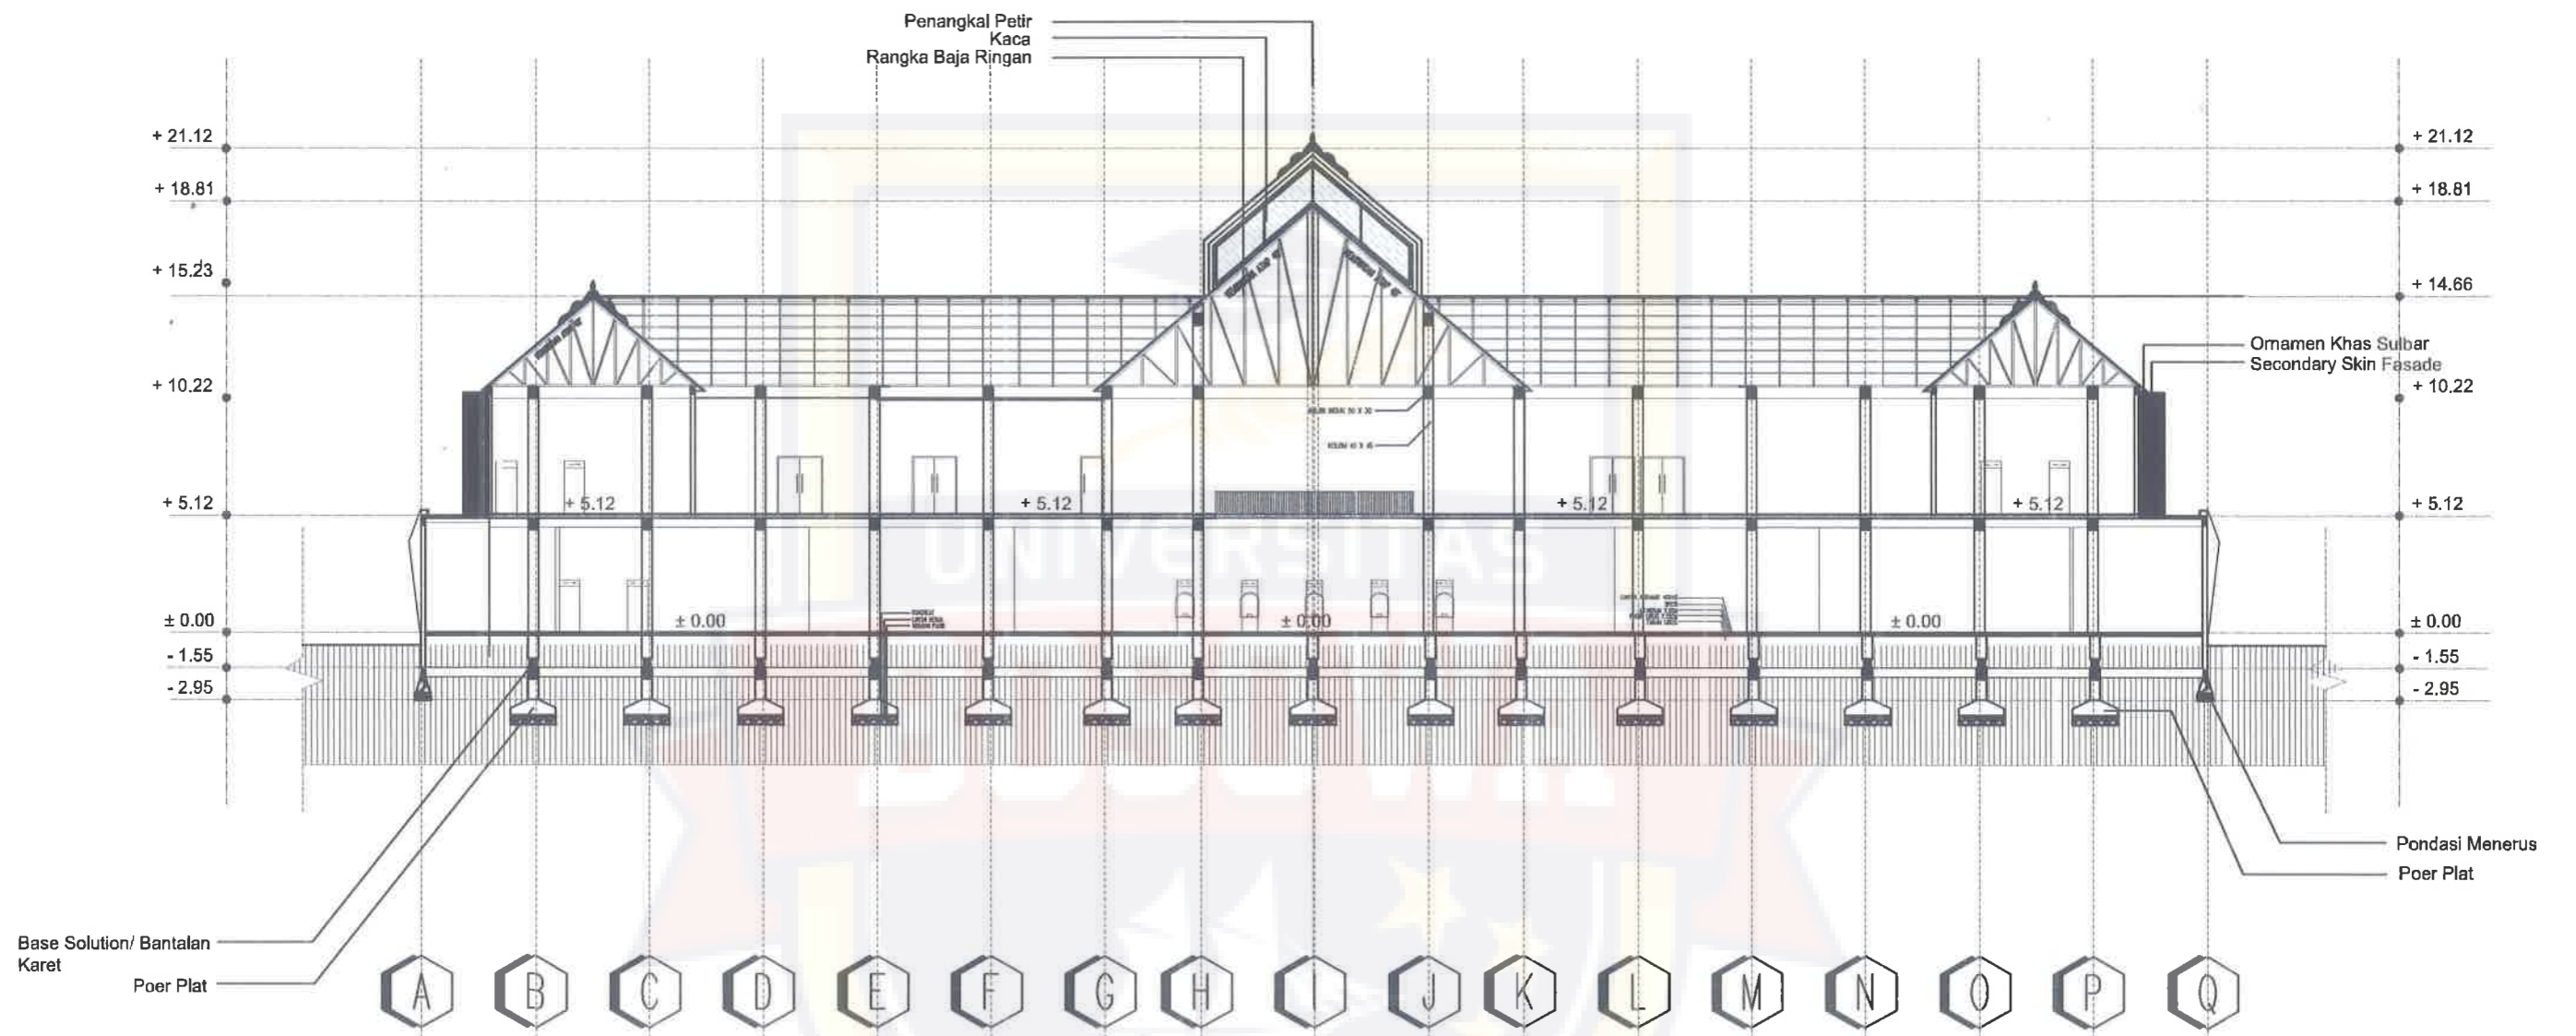 Penangkal Petir
Kaca
Rangka Baja Ringan
+ 21.12
+ 21.12
+ 18.81
+ 18.81
+ 15.23
+ 14.66
Ornamen Khas Sulbar
Secondary Skin Fasade
+ 10.22
+ 10.22
+ 5.12
+ 5.12
+ 5.12
+ 5.12
+ 5.12
+ 5.12
UNIVERSITAS
± 0.00
± 0.00
± 0.00
± 0.00
± 0.00
- 1.55
- 1.55
- 2.95
- 2.95
BOSOWA
Pondasi Menerus
Poer Plat
Base Solution/ Bantalan
Karet
Poer Plat
A B C D E F G H I J K L M N O P Q